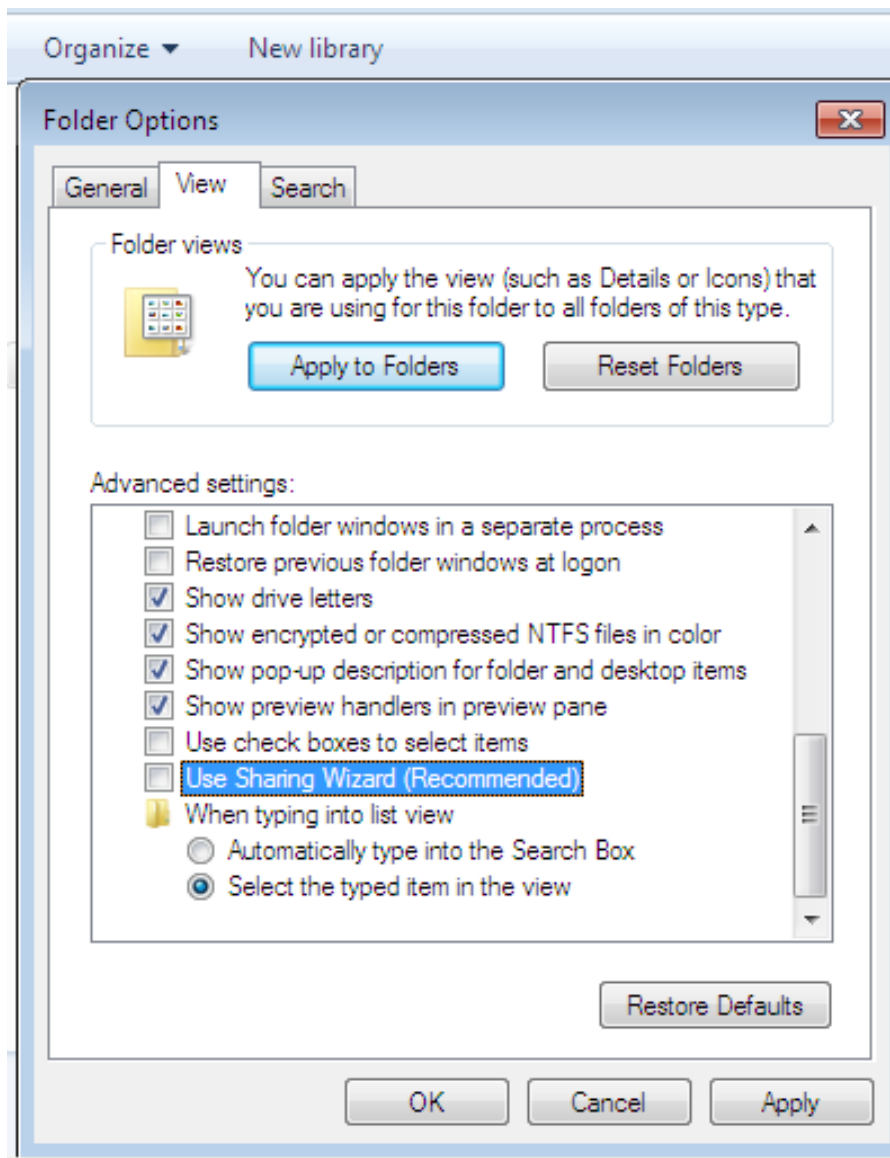 Organize New library
Folder Options
General View Search
Folder views
You can apply the view (such as Details or Icons) that
you are using for this folder to all folders of this type.
Apply to Folders Reset Folders
Advanced settings:
Launch folder windows in a separate process
Restore previous folder windows at logon
Show drive letters
Show encrypted or compressed NTFS files in color
Show pop-up description for folder and desktop items
Show preview handlers in preview pane
Use check boxes to select items
Use Sharing Wizard (Recommended)
When typing into list view
Automatically type into the Search Box
Select the typed item in the view
Restore Defaults
OK Cancel Apply